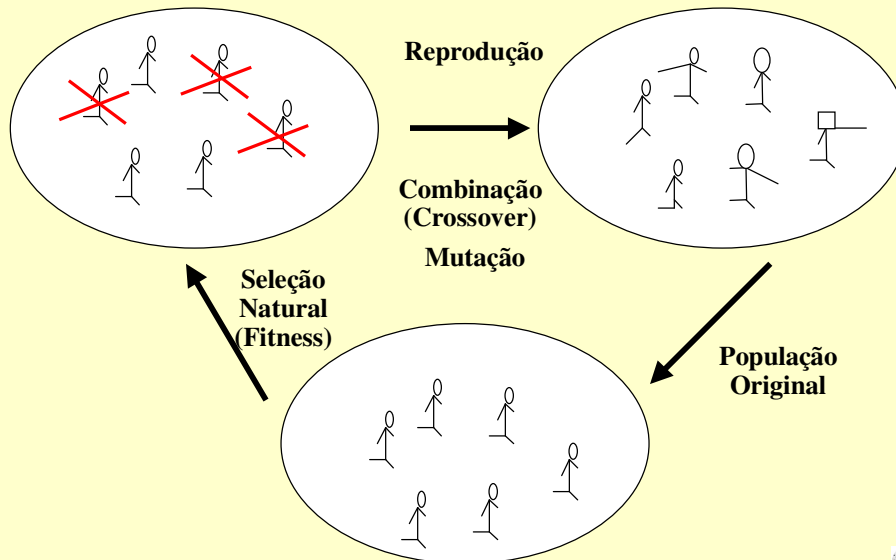 Reprodução
Combinação
(Crossover)
Mutação
Seleção
Natural
(Fitness)
População
Original